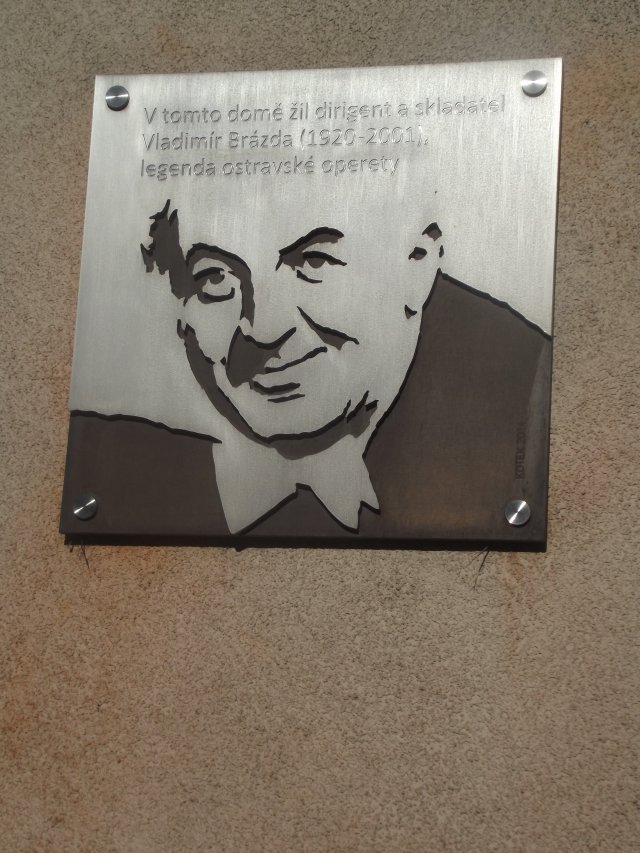 V tomto domě žil dirigent a skladatel
Vladimír Brázda (1920-2001),
legenda ostravské operety